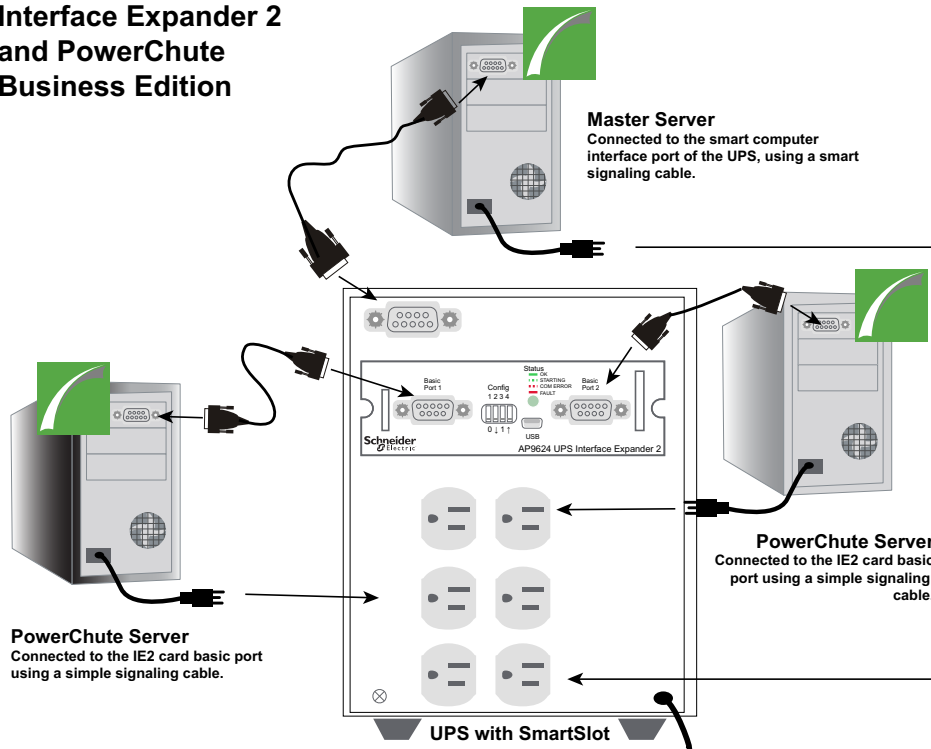 Interface Expander 2
and PowerChute
Business Edition
Master Server
Connected to the smart computer
interface port of the UPS, using a smart
signaling cable.
Basic
Port 1
Config
1 2 3 4
0 ↓ 1 ↑
Status
OK
STARTING
COM ERROR
FAULT
USB
Basic
Port 2
Schneider
Electric
AP9624 UPS Interface Expander 2
PowerChute Server
Connected to the IE2 card basic
port using a simple signaling
cable.
PowerChute Server
Connected to the IE2 card basic port
using a simple signaling cable.
UPS with SmartSlot